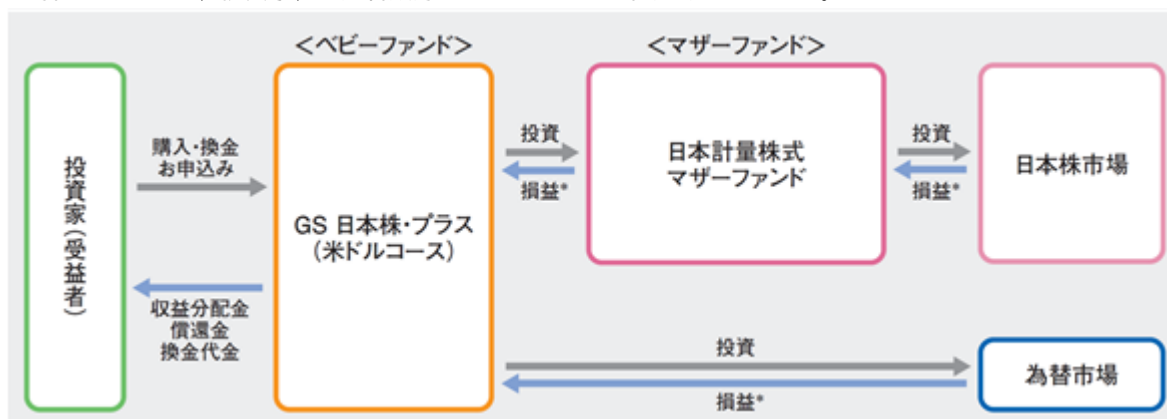 <ベビーファンド>
<マザーファンド>
投資家(受益者)
購入・換金
お申込み
収益分配金
償還金
換金代金
GS 日本株・プラス
(米ドルコース)
投資
損益*
日本計量株式
マザーファンド
投資
損益*
日本株市場
投資
損益*
為替市場